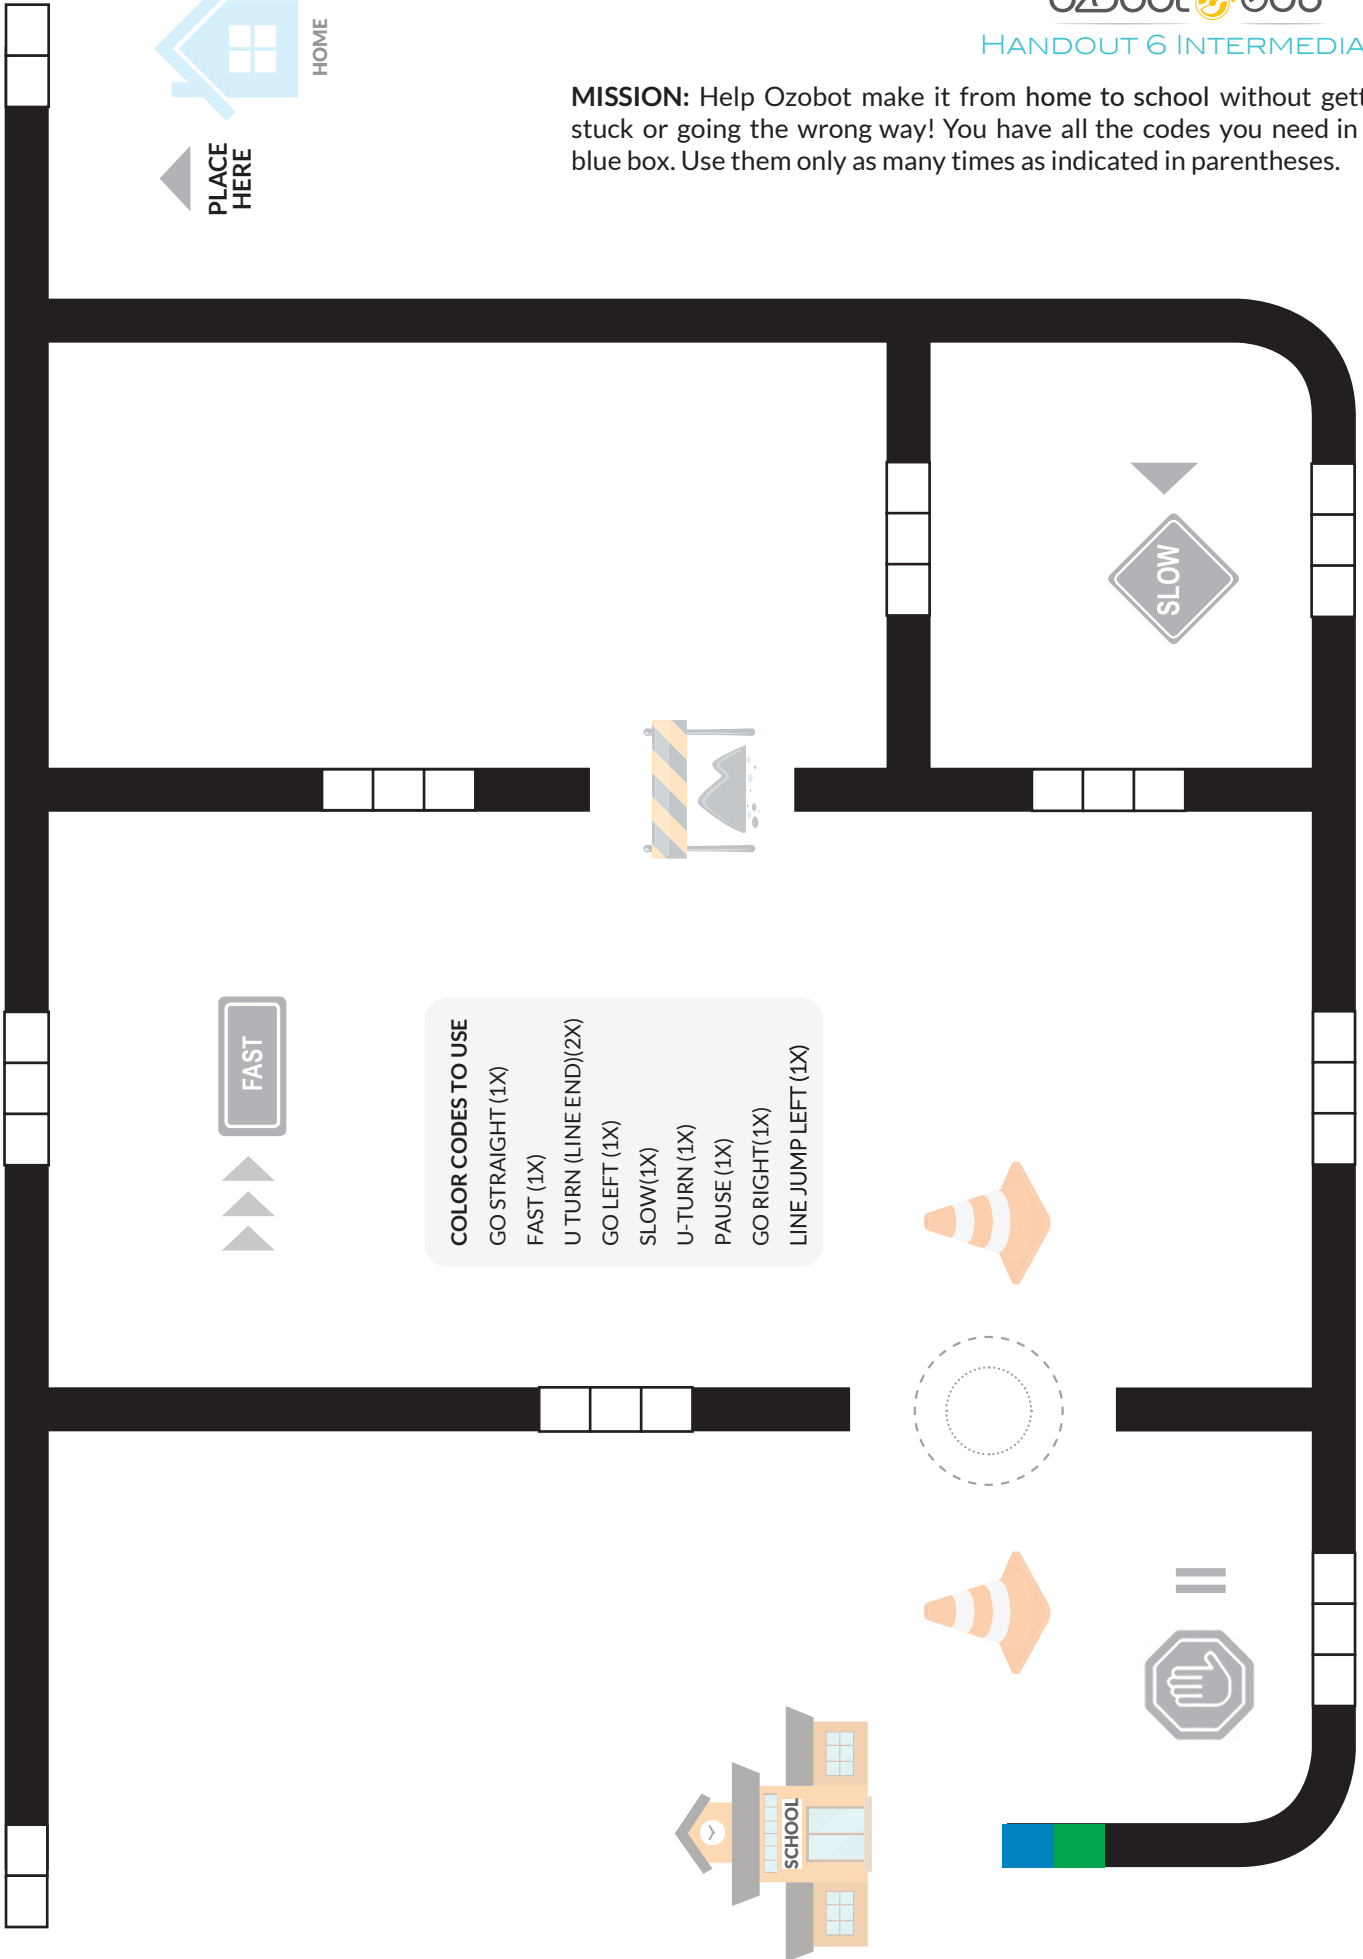 HANDOUT 6 INTERMEDIA
MISSION: Help Ozobot make it from home to school without gett
stuck or going the wrong way! You have all the codes you need in
blue box. Use them only as many times as indicated in parentheses.
HOME
PLACE
HERE
SLOW
FAST
COLOR CODES TO USE
GO STRAIGHT (1X)
FAST (1X)
U TURN (LINE END)(2X)
GO LEFT (1X)
SLOW(1X)
U-TURN (1X)
PAUSE (1X)
GO RIGHT(1X)
LINE JUMP LEFT (1X)
SCHOOL